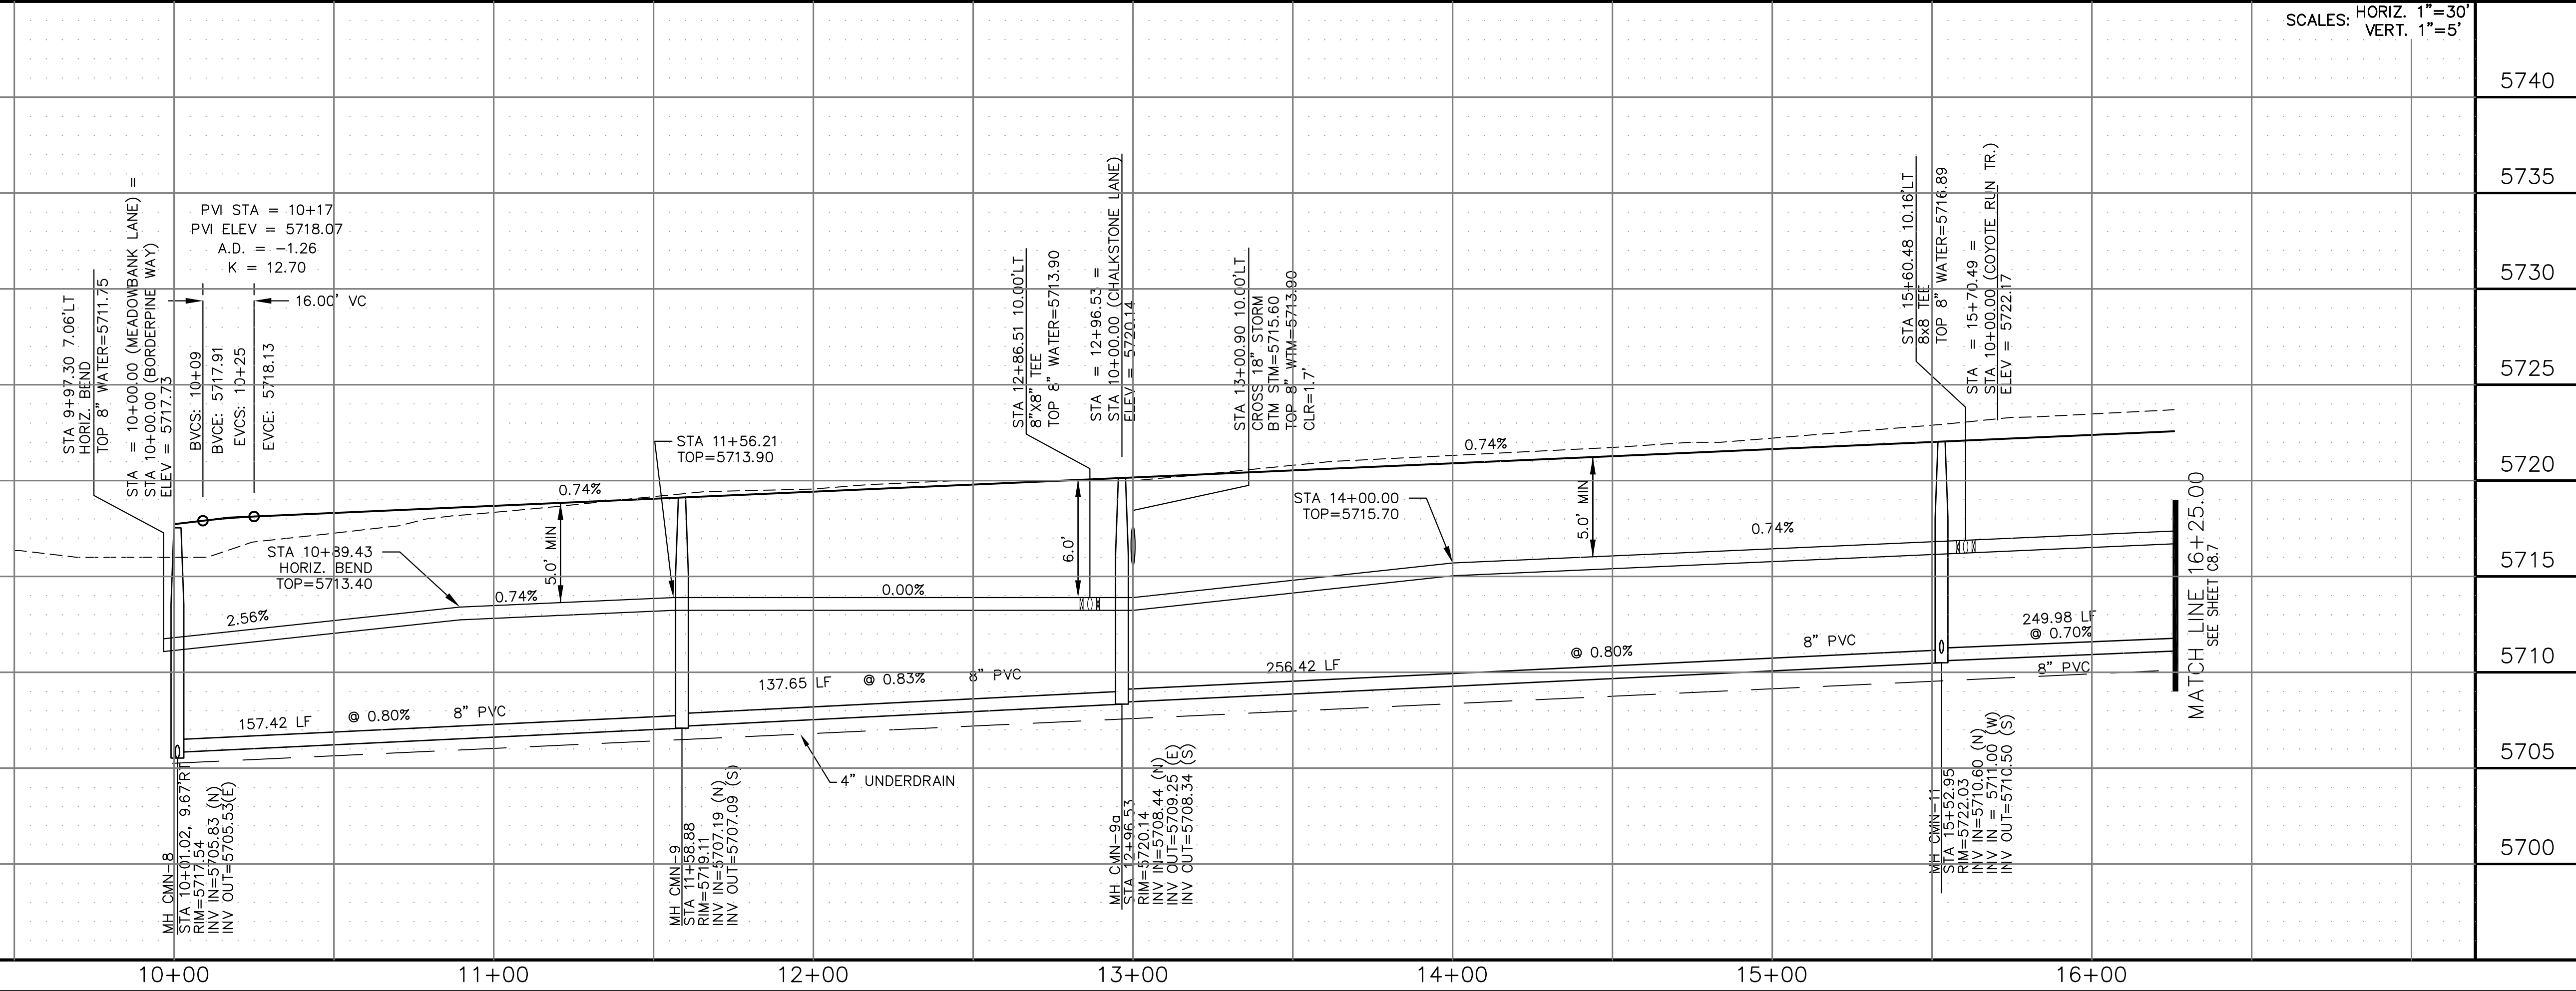 SCALES: HORIZ. 1"=30'
VERT. 1"=5'
5740
5735
5730
5725
5720
5715
5710
5705
5700
STA 9+97.30 7.06'LT
HORIZ. BEND
TOP 8" WATER=5711.75
STA = 10+00.00 (MEADOWBANK LANE) =
STA 10+00.00 (BORDERPINE WAY)
ELEV = 5717.73
PVI STA = 10+17
PVI ELEV = 5718.07
A.D. = -1.26
K = 12.70
16.00' VC
BVCS: 10+09
BVCE: 5717.91
EVCS: 10+25
EVCE: 5718.13
STA 12+86.51 10.00'LT
8"X8" TEE
TOP 8" WATER=5713.90
STA = 12+96.53 =
STA 10+00.00 (CHALKSTONE LANE)
ELEV = 5720.14
STA 13+00.90 10.00'LT
CROSS 18" STORM
BTM STM=5715.60
TOP 8" WTM=5713.90
CLR=1.7'
STA 15+60.48 10.16'LT
8x8 TEE
TOP 8" WATER=5716.89
STA = 15+70.49 =
STA 10+00.00 (COYOTE RUN TR.)
ELEV = 5722.17
STA 11+56.21
TOP=5713.90
0.74%
0.74%
STA 14+00.00
TOP=5715.70
5.0' MIN
6.0'
5.0' MIN
0.74%
STA 10+89.43
HORIZ. BEND
TOP=5713.40
2.56%
0.74%
0.00%
157.42 LF
@ 0.80%
8" PVC
137.65 LF
@ 0.83%
8" PVC
256.42 LF
@ 0.80%
8" PVC
249.98 LF
@ 0.70%
8" PVC
4" UNDERDRAIN
MATCH LINE 16+25.00
SEE SHEET C8.7
MH CMN-8
STA 10+01.02, 9.67'RT
RIM=5717.54
INV IN=5705.83 (N)
INV OUT=5705.53(E)
MH CMN-9
STA 11+58.88
RIM=5719.11
INV IN=5707.19 (N)
INV OUT=5707.09 (S)
MH CMN-9a
STA 12+96.53
RIM=5720.14
INV IN=5708.44 (N)
INV OUT=5709.25 (E)
INV OUT=5708.34 (S)
MH CMN-11
STA 15+52.95
RIM=5722.03
INV IN=5710.60 (N)
INV IN = 5711.00 (W)
INV OUT=5710.50 (S)
10+00
11+00
12+00
13+00
14+00
15+00
16+00